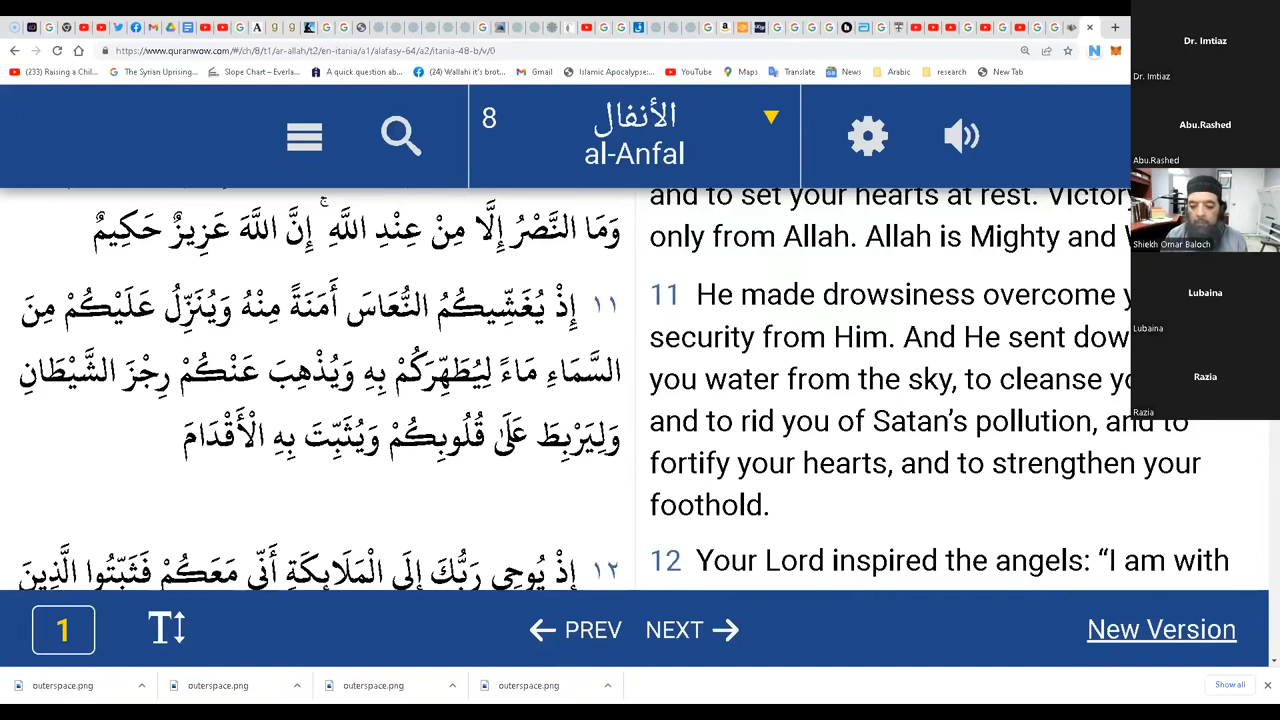 https://www.quranwow.com/#/ch/8/t1/ar-allah/t2/en-itania/a1/alafasy-64/a2/itania-48-b/v/0
(233) Raising a Chil...
The Syrian Uprising...
Slope Chart – Everla...
A quick question ab...
(24) Wallahi it's brot...
Gmail
Islamic Apocalypse:...
YouTube
Maps
Translate
News
Arabic
research
New Tab
8
الأنفال
al-Anfal
وَمَا النَّصْرُ إِلَّا مِنْ عِنْدِ اللَّهِ ۚ إِنَّ اللَّهَ عَزِيزٌ حَكِيمٌ
١١ إِذْ يُغَشِّيكُمُ النُّعَاسَ أَمَنَةً مِنْهُ وَيُنَزِّلُ عَلَيْكُمْ مِنَ
السَّمَاءِ مَاءً لِيُطَهِّرَكُمْ بِهِ وَيُذْهِبَ عَنْكُمْ رِجْزَ الشَّيْطَانِ
وَلِيَرْبِطَ عَلَىٰ قُلُوبِكُمْ وَيُثَبِّتَ بِهِ الْأَقْدَامَ
١٢ إِذْ يُوحِي رَبُّكَ إِلَى الْمَلَائِكَةِ أَنِّي مَعَكُمْ فَثَبِّتُوا الَّذِينَ
and to set your hearts at rest. Victory
only from Allah. Allah is Mighty and
11 He made drowsiness overcome
security from Him. And He sent dow
you water from the sky, to cleanse
and to rid you of Satan's pollution, and to
fortify your hearts, and to strengthen your
foothold.
12 Your Lord inspired the angels: “I am with
1
T↕
← PREV
NEXT →
New Version
outerspace.png
outerspace.png
outerspace.png
outerspace.png
Show all
Dr. Imtiaz
Dr. Imtiaz
Abu.Rashed
Abu.Rashed
Shiekh Omar Baloch
Lubaina
Lubaina
Razia
Razia